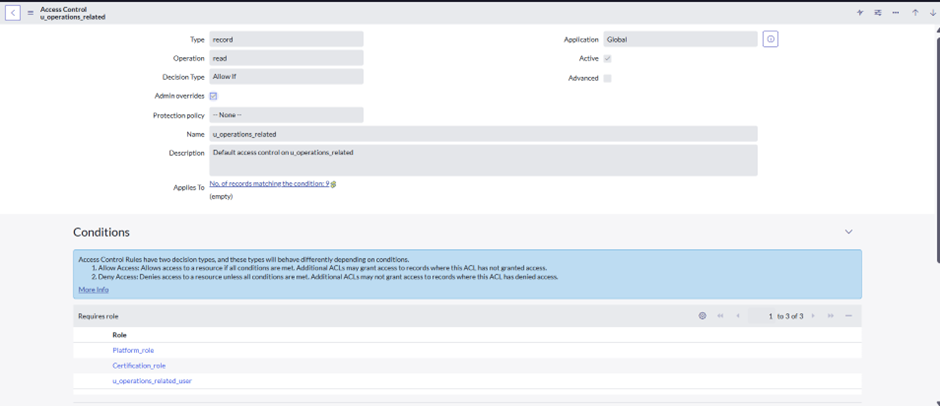 Access Control
u_operations_related
Type record
Application Global
Operation read
Active
Decision Type Allow If
Advanced
Admin overrides
Protection policy -- None --
Name u_operations_related
Description Default access control on u_operations_related
Applies To No. of records matching the condition: 9
(empty)
Conditions
Access Control Rules have two decision types, and these types will behave differently depending on conditions.
1. Allow Access: Allows access to a resource if all conditions are met. Additional ACLs may grant access to records where this ACL has not granted access.
2. Deny Access: Denies access to a resource unless all conditions are met. Additional ACLs may not grant access to records where this ACL has denied access.
More Info
Requires role
1 to 3 of 3
Role
Platform_role
Certification_role
u_operations_related_user